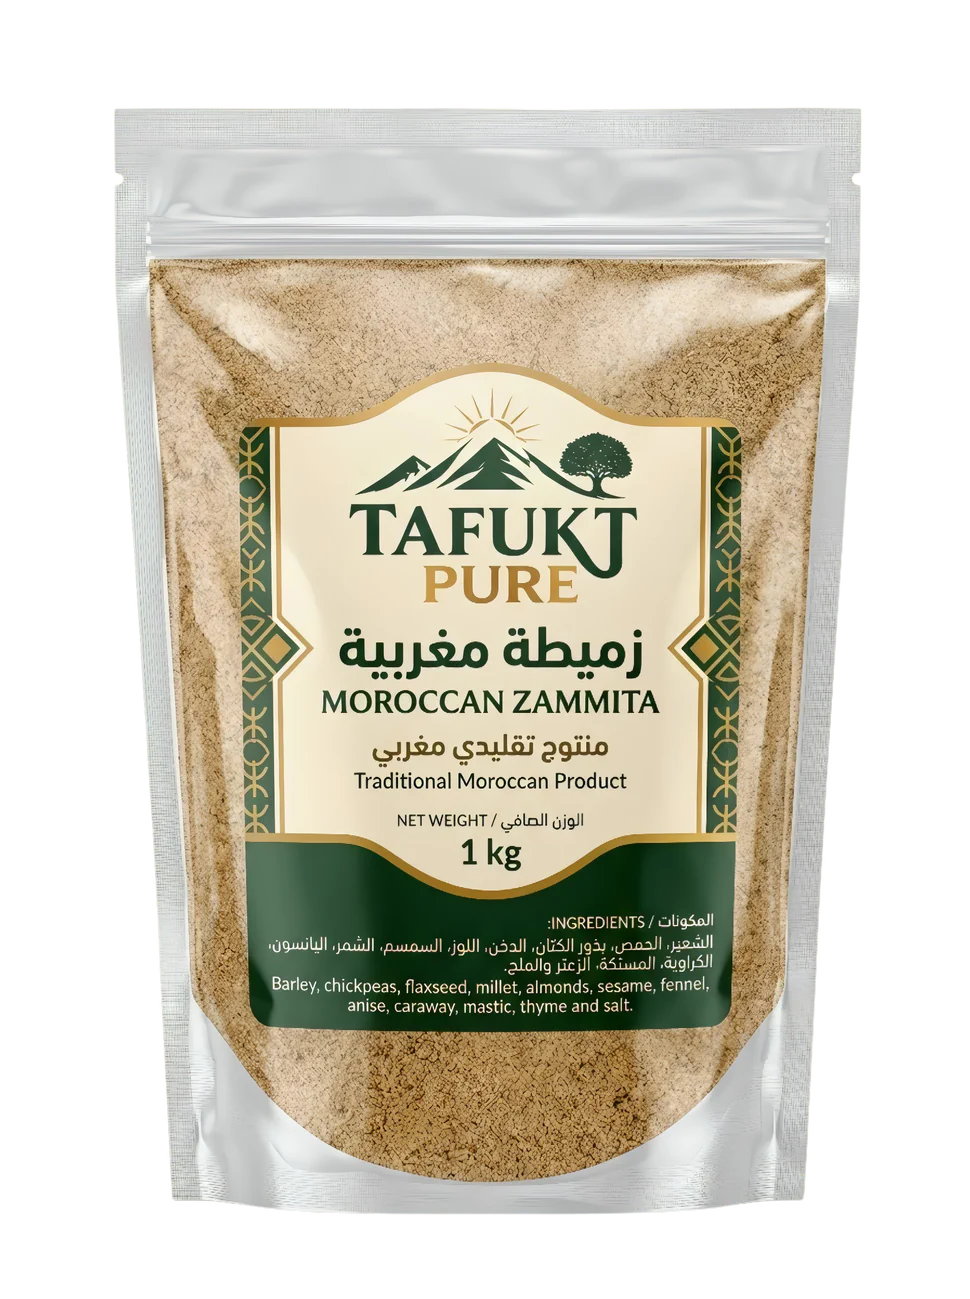 TAFUKT
PURE
زميطة مغربية
MOROCCAN ZAMMITA
منتوج تقليدي مغربي
Traditional Moroccan Product
NET WEIGHT / الوزن الصافي
1 kg
المكونات / INGREDIENTS:
الشعير، الحمص، بذور الكتّان، الدخن، اللوز، السمسم، الشمر، اليانسون،
الكراوية، المستكة، الزعتر والملح.
Barley, chickpeas, flaxseed, millet, almonds, sesame, fennel,
anise, caraway, mastic, thyme and salt.